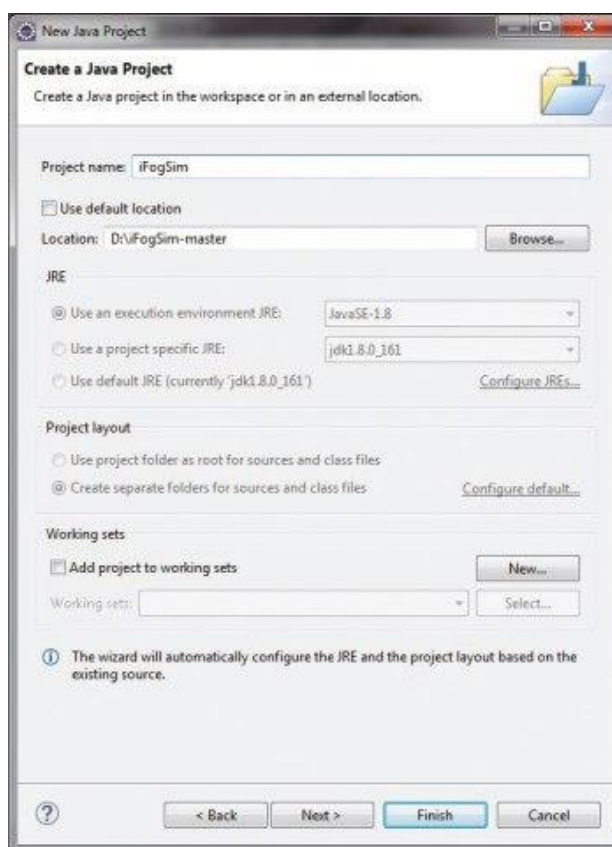 New Java Project
Create a Java Project
Create a Java project in the workspace or in an external location.
Project name: iFogSim
Use default location
Location: D:\iFogSim-master Browse...
JRE
Use an execution environment JRE: JavaSE-1.8
Use a project specific JRE: jdk1.8.0_161
Use default JRE (currently 'jdk1.8.0_161') Configure JREs...
Project layout
Use project folder as root for sources and class files
Create separate folders for sources and class files Configure default...
Working sets
Add project to working sets New...
Working sets: Select...
The wizard will automatically configure the JRE and the project layout based on the
existing source.
? < Back Next > Finish Cancel